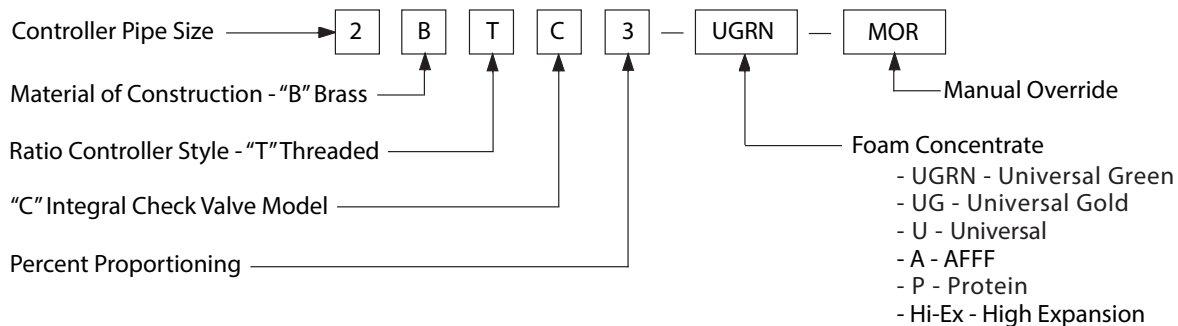 Controller Pipe Size 2 B T C 3 — UGRN — MOR
Material of Construction - “B” Brass
Manual Override
Ratio Controller Style - “T” Threaded
Foam Concentrate
- UGRN - Universal Green
“C” Integral Check Valve Model
- UG - Universal Gold
- U - Universal
Percent Proportioning
- A - AFFF
- P - Protein
- Hi-Ex - High Expansion